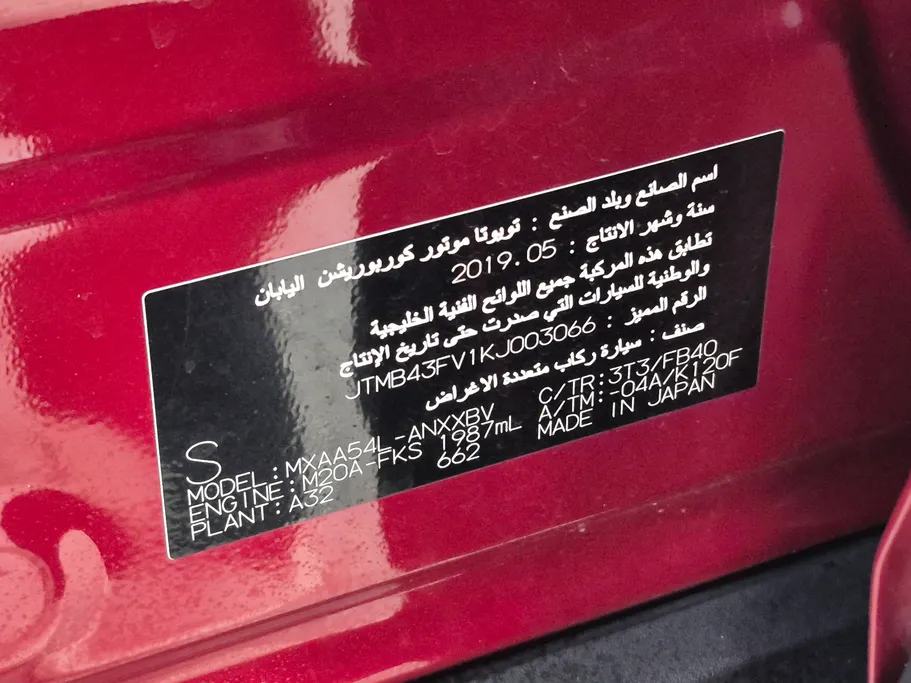 اسم الصانع وبلد الصنع : تويوتا موتور كوربوريشن اليابان
سنة وشهر الانتاج : 2019.05
تطابق هذه المركبة جميع اللوائح الفنية الخليجية
والوطنية للسيارات التي صدرت حتى تاريخ الإنتاج
الرقم المميز : JTMB43FV1KJ003066
صنف : سيارة ركاب متعددة الاغراض
S
MODEL:MXAA54L-ANXXBV C/TR:3T3/FB40
ENGINE:M20A-FKS 1987mL A/TM:-04A/K120F
PLANT:A32 662 MADE IN JAPAN